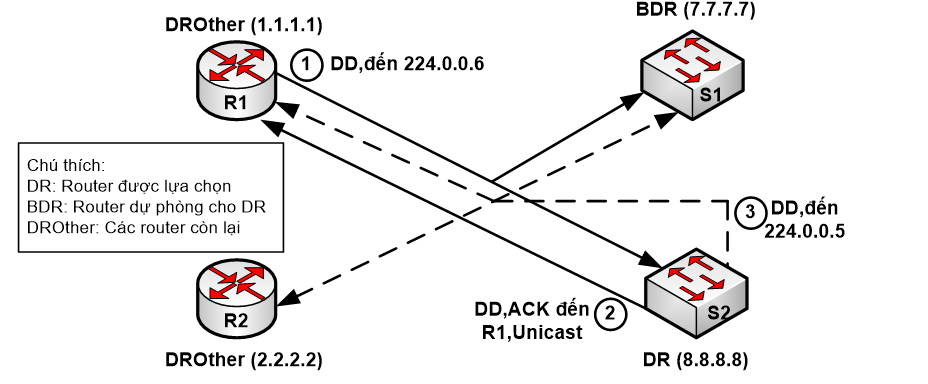 DROther (1.1.1.1)
BDR (7.7.7.7)
1 DD,đến 224.0.0.6
R1
S1
Chú thích:
DR: Router được lựa chọn
BDR: Router dự phòng cho DR
DROther: Các router còn lại
3 DD,đến
224.0.0.5
R2
DD,ACK đến 2
R1,Unicast
S2
DROther (2.2.2.2)
DR (8.8.8.8)